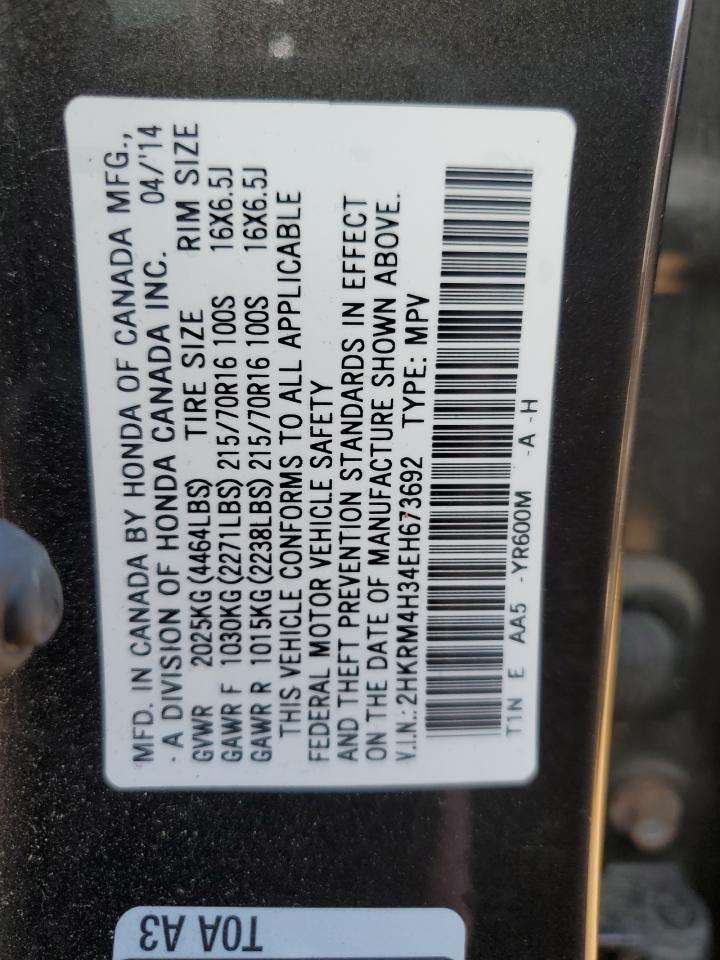 MFD. IN CANADA BY HONDA OF CANADA MFG.,
· A DIVISION OF HONDA CANADA INC. 04/'14
GVWR 2025KG(4464LBS) TIRE SIZE RIM SIZE
GAWR F 1030KG(2271LBS) 215/70R16 100S 16X6.5J
GAWR R 1015KG(2238LBS) 215/70R16 100S 16X6.5J
THIS VEHICLE CONFORMS TO ALL APPLICABLE
FEDERAL MOTOR VEHICLE SAFETY
AND THEFT PREVENTION STANDARDS IN EFFECT
ON THE DATE OF MANUFACTURE SHOWN ABOVE.
V.I.N.: 2HKRM4H34EH673692 TYPE: MPV
T1N E AA5 -YR600M -A -H
T0A A3